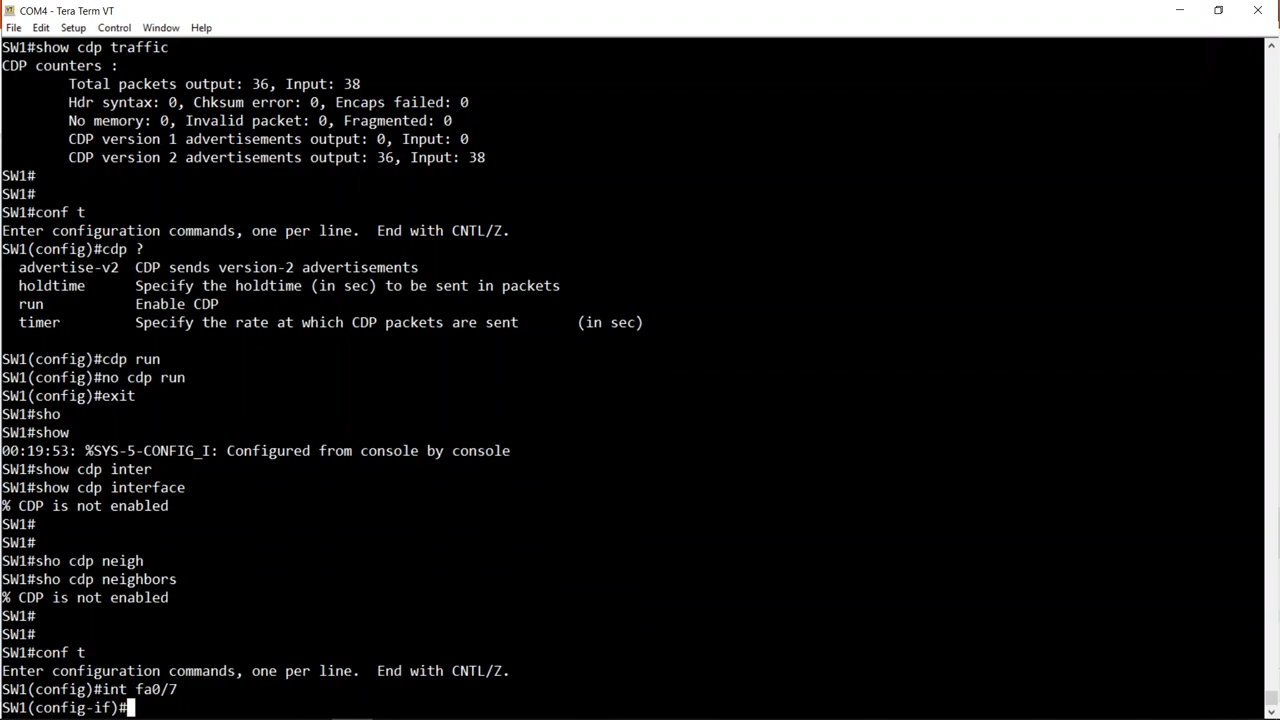 COM4 - Tera Term VT
File Edit Setup Control Window Help
SW1#show cdp traffic
CDP counters :
        Total packets output: 36, Input: 38
        Hdr syntax: 0, Chksum error: 0, Encaps failed: 0
        No memory: 0, Invalid packet: 0, Fragmented: 0
        CDP version 1 advertisements output: 0, Input: 0
        CDP version 2 advertisements output: 36, Input: 38
SW1#
SW1#
SW1#conf t
Enter configuration commands, one per line.  End with CNTL/Z.
SW1(config)#cdp ?
  advertise-v2  CDP sends version-2 advertisements
  holdtime      Specify the holdtime (in sec) to be sent in packets
  run           Enable CDP
  timer         Specify the rate at which CDP packets are sent       (in sec)
SW1(config)#cdp run
SW1(config)#no cdp run
SW1(config)#exit
SW1#sho
SW1#show
00:19:53: %SYS-5-CONFIG_I: Configured from console by console
SW1#show cdp inter
SW1#show cdp interface
% CDP is not enabled
SW1#
SW1#
SW1#sho cdp neigh
SW1#sho cdp neighbors
% CDP is not enabled
SW1#
SW1#
SW1#conf t
Enter configuration commands, one per line.  End with CNTL/Z.
SW1(config)#int fa0/7
SW1(config-if)#